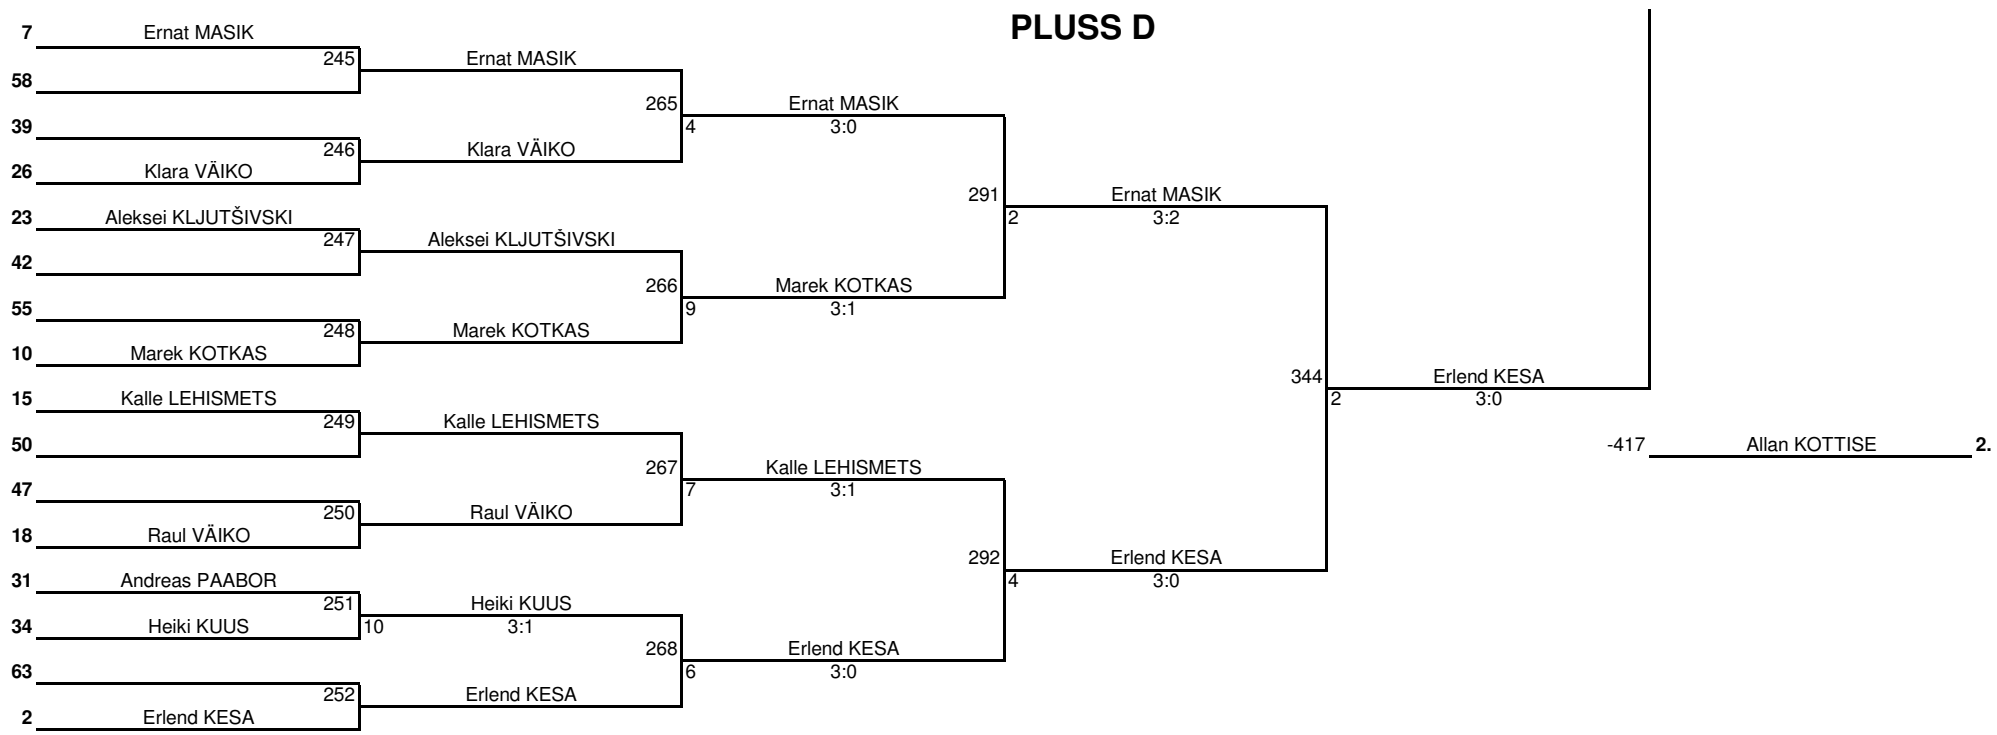 PLUSS D
7 Ernat MASIK
245 Ernat MASIK
58
265 Ernat MASIK
39
4 3:0
246 Klara VÄIKO
26 Klara VÄIKO
291 Ernat MASIK
23 Aleksei KLJUTŠIVSKI
2 3:2
247 Aleksei KLJUTŠIVSKI
42
266 Marek KOTKAS
55
9 3:1
248 Marek KOTKAS
10 Marek KOTKAS
344 Erlend KESA
15 Kalle LEHISMETS
2 3:0
249 Kalle LEHISMETS
50
-417 Allan KOTTISE 2.
267 Kalle LEHISMETS
47
7 3:1
250 Raul VÄIKO
18 Raul VÄIKO
292 Erlend KESA
31 Andreas PAABOR
4 3:0
251 Heiki KUUS
34 Heiki KUUS
10 3:1
268 Erlend KESA
63
6 3:0
252 Erlend KESA
2 Erlend KESA